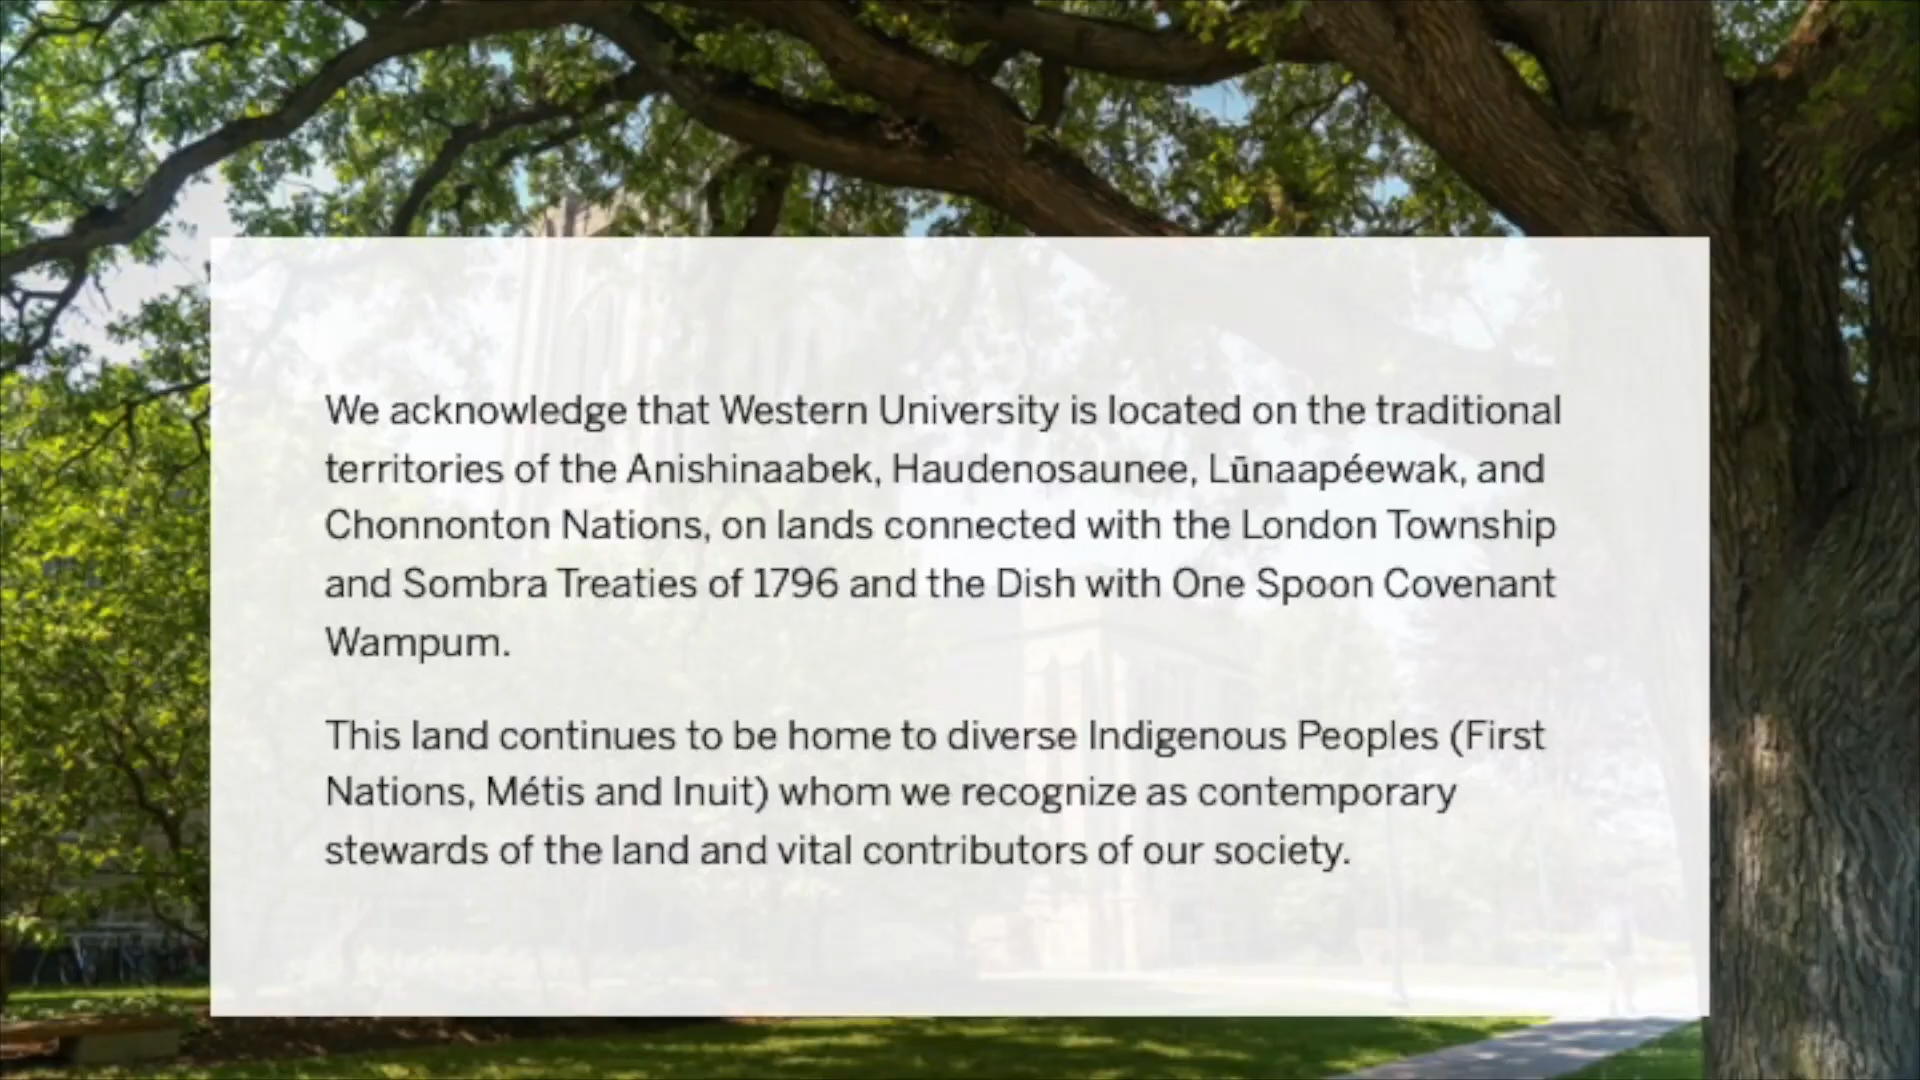 We acknowledge that Western University is located on the traditional
territories of the Anishinaabek, Haudenosaunee, Lūnaapéewak, and
Chonnonton Nations, on lands connected with the London Township
and Sombra Treaties of 1796 and the Dish with One Spoon Covenant
Wampum.
This land continues to be home to diverse Indigenous Peoples (First
Nations, Métis and Inuit) whom we recognize as contemporary
stewards of the land and vital contributors of our society.